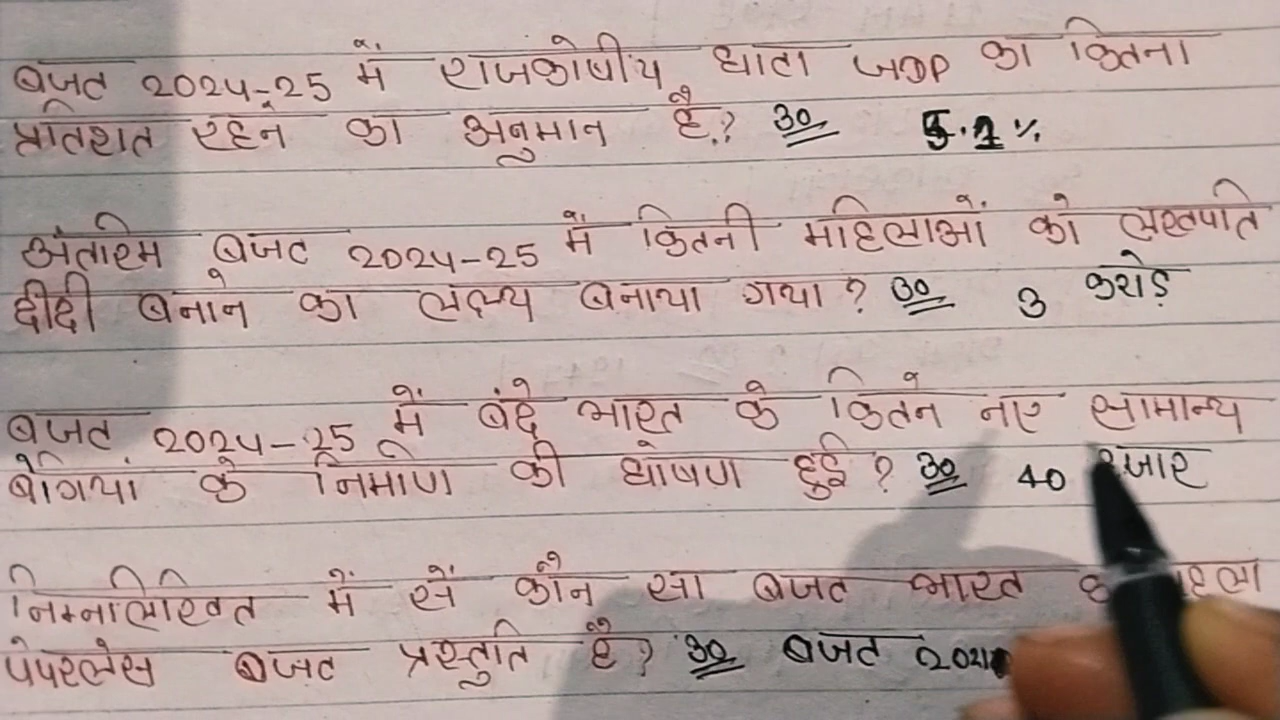 बजट 2024-25 में राजकोषीय घाटा GDP का कितना
प्रतिशत रहने का अनुमान है? उ० 5.1%
अंतरिम बजट 2024-25 में कितनी महिलाओं को लखपति
दीदी बनाने का लक्ष्य बनाया गया? उ० 3 करोड़
बजट 2024-25 में वंदे भारत के कितने नए सामान्य
बोगियों के निर्माण की घोषण हुई? उ० 40 हजार
निम्नलिखित में से कौन सा बजट भारत
पेपरलेस बजट प्रस्तुति है? उ० बजट